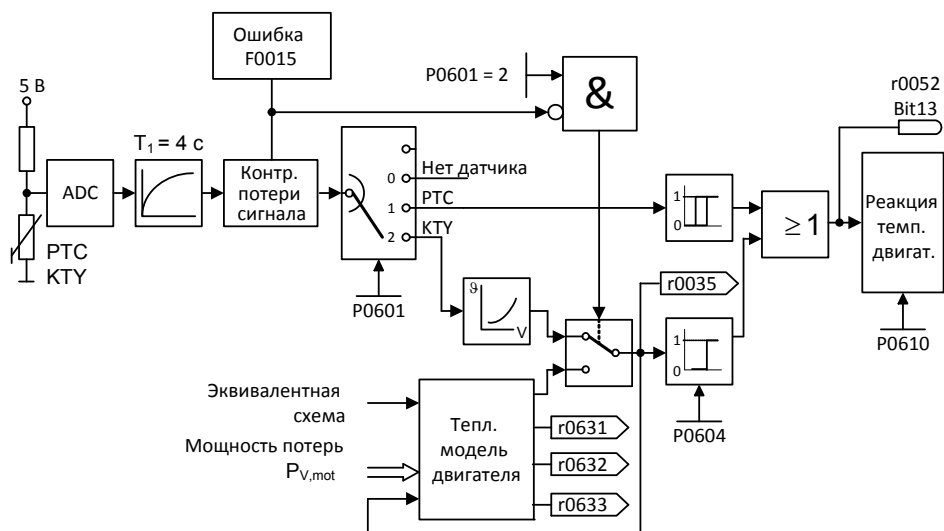 Ошибка
F0015
P0601 = 2
&
r0052
Bit13
5 В
T1 = 4 с
ADC
Контр.
потери
сигнала
0
Нет датчика
1
PTC
2
KTY
PTC
KTY
P0601
ϑ
V
1
0
≥1
Реакция
темп.
двигат.
r0035
1
0
P0610
P0604
Эквивалентная
схема
Мощность потерь
PV,mot
Тепл.
модель
двигателя
r0631
r0632
r0633